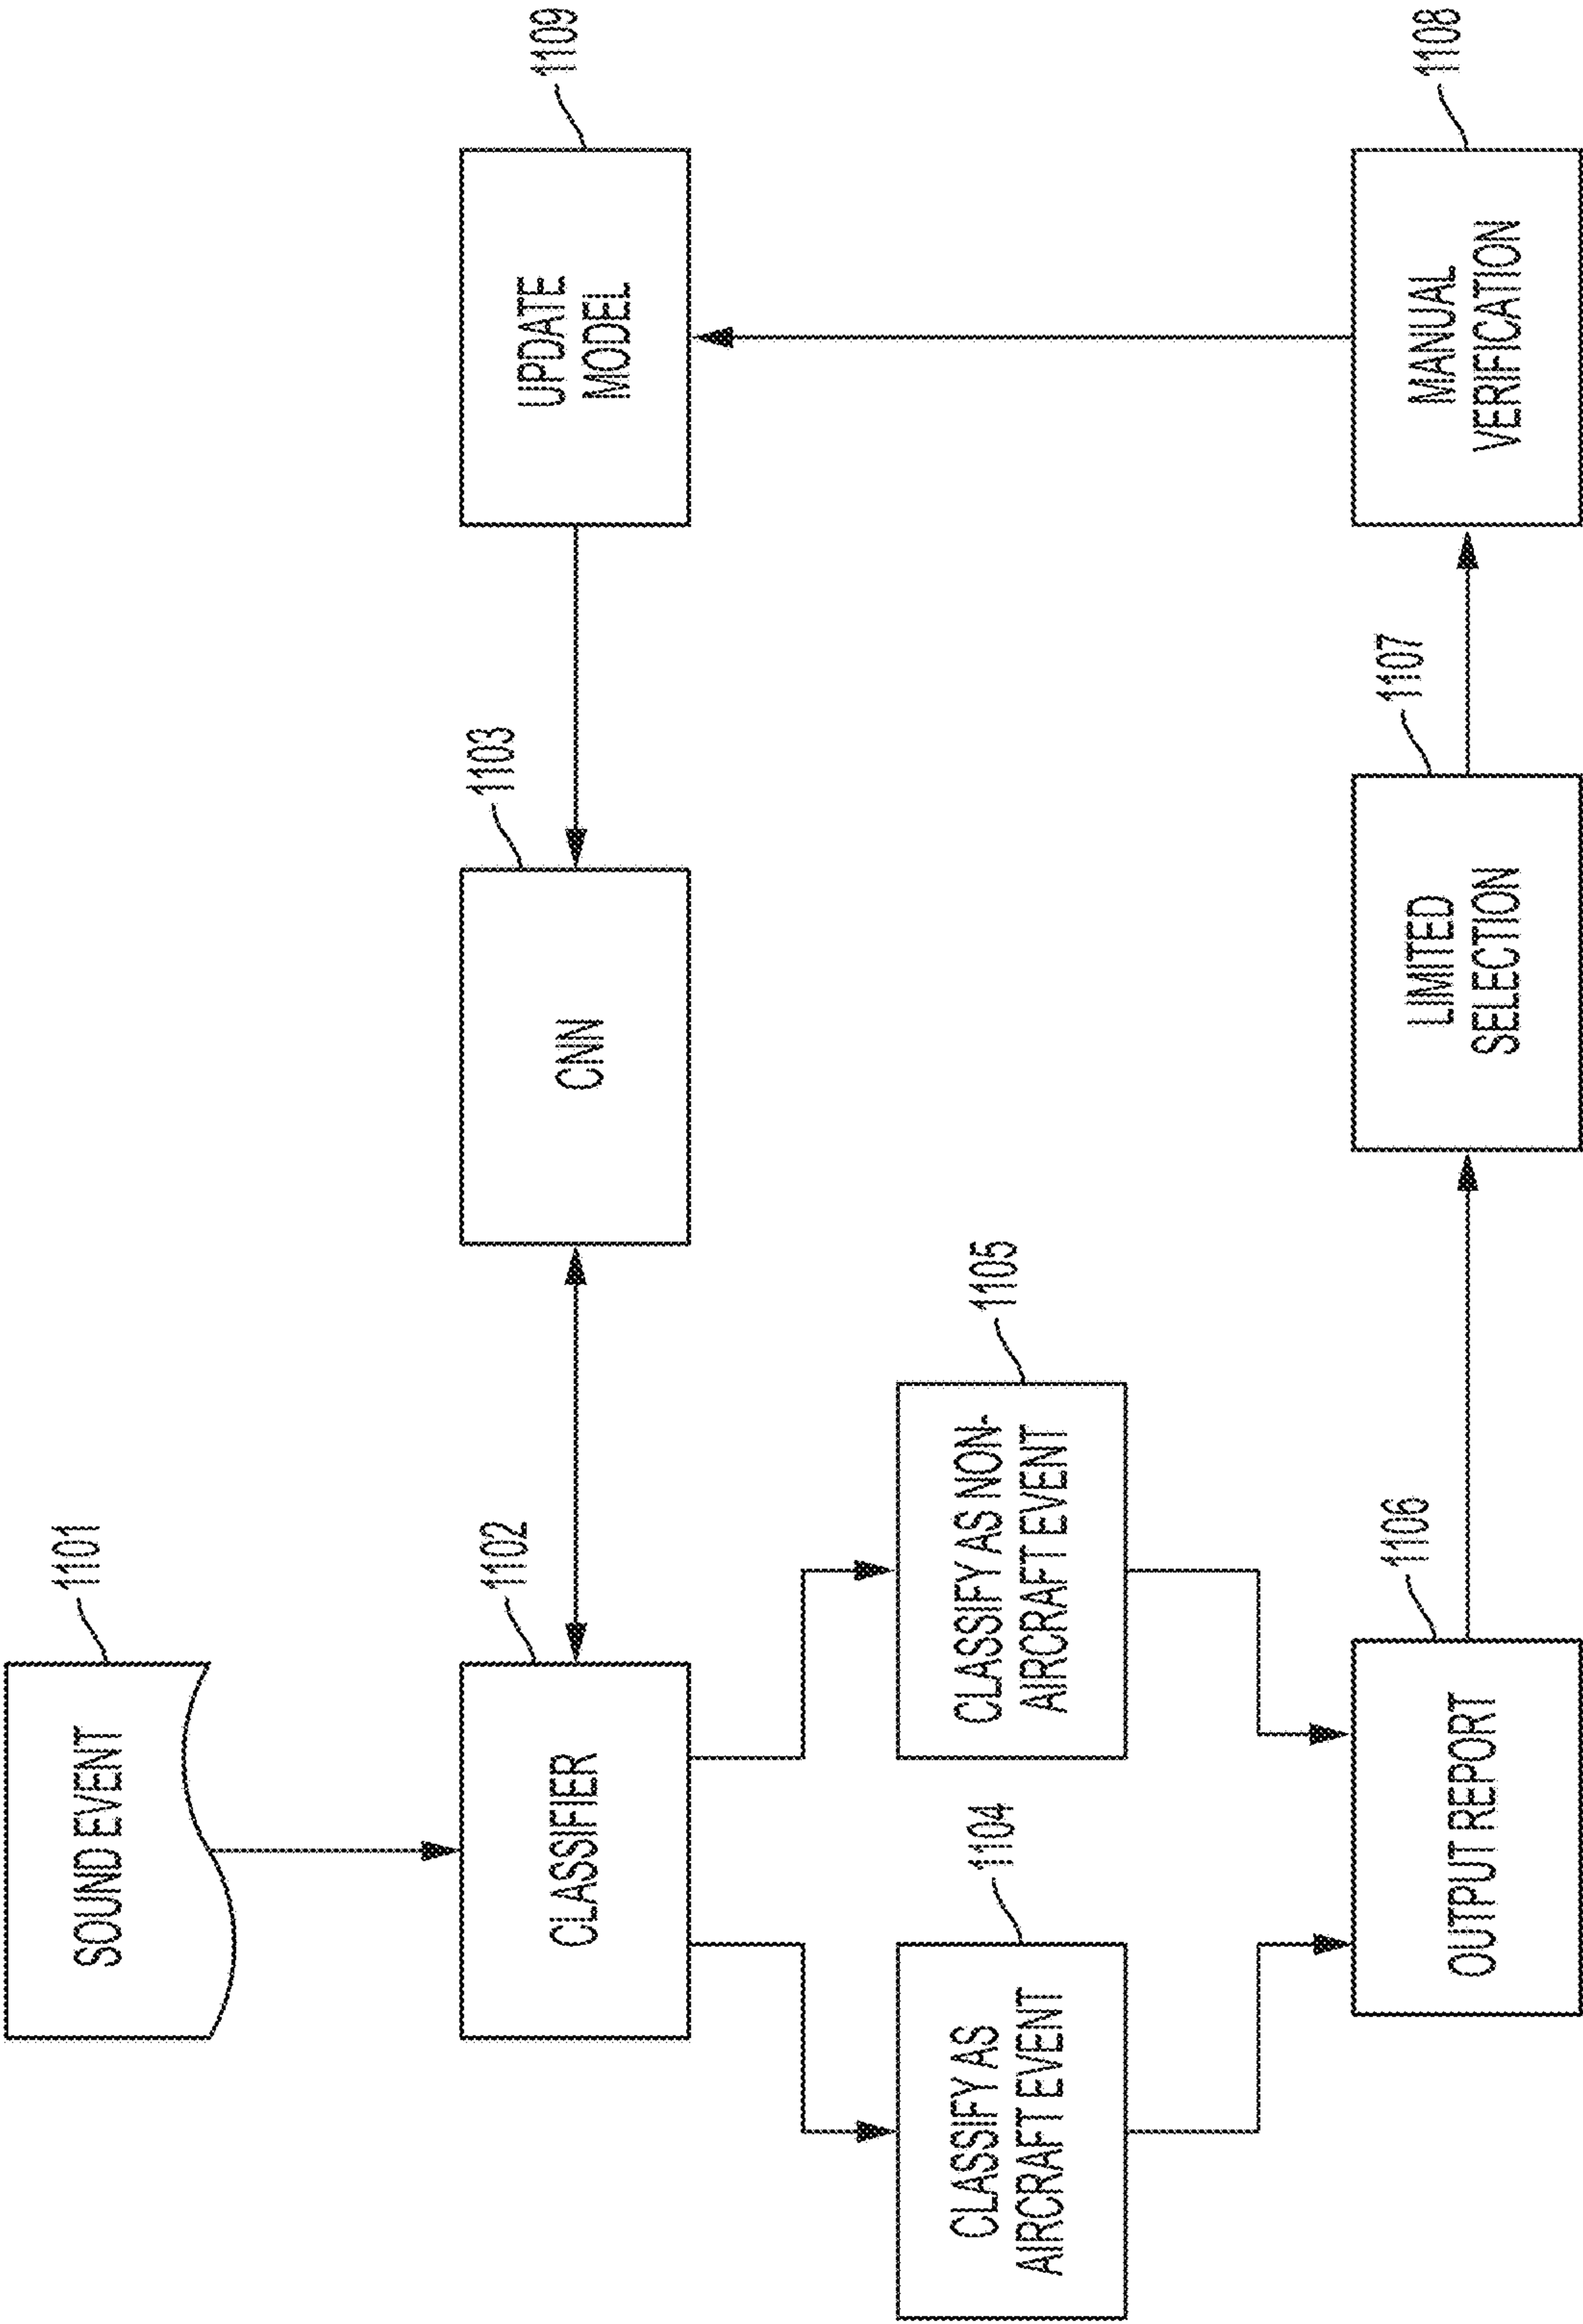 SOUND EVENT
1101
CLASSIFIER
1102
CNN
1103
UPDATE
MODEL
1109
CLASSIFY AS
AIRCRAFT EVENT
1104
CLASSIFY AS NON-
AIRCRAFT EVENT
1105
OUTPUT REPORT
1106
LIMITED
SELECTION
1107
MANUAL
VERIFICATION
1108